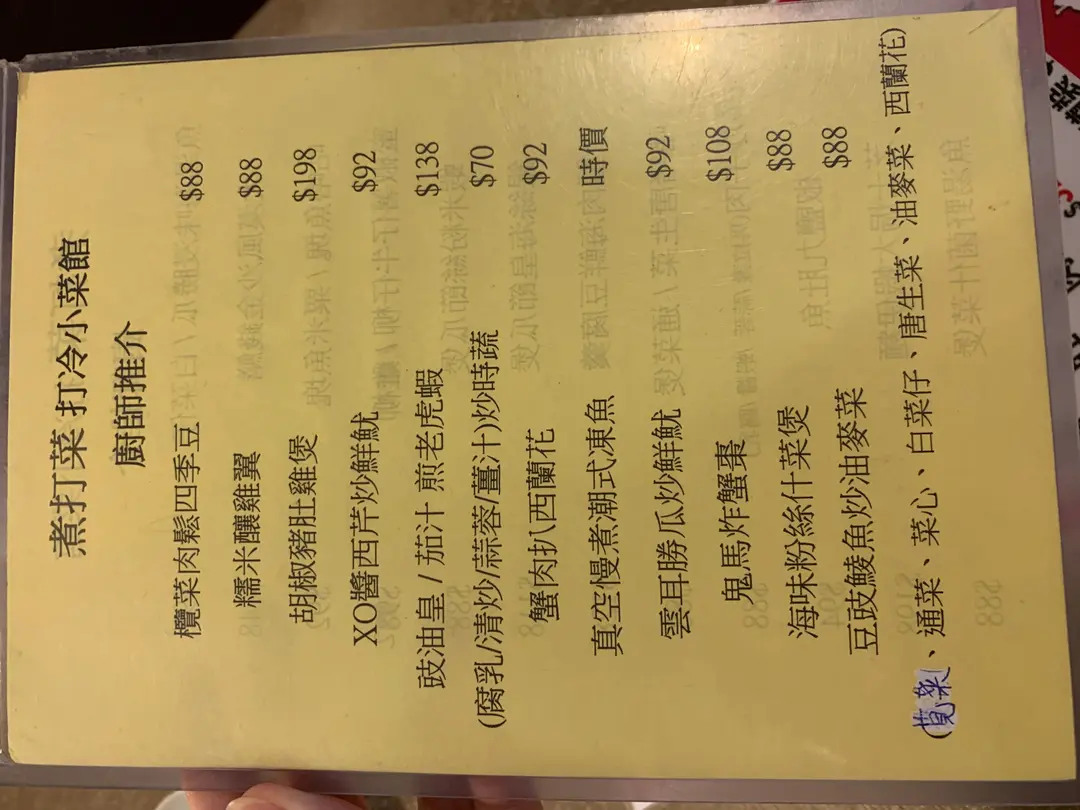 煮打菜 打冷小菜館
廚師推介
欖菜肉鬆四季豆 $88
糯米釀雞翼 $88
胡椒豬肚雞煲 $198
XO醬西芹炒鮮魷 $92
豉油皇 / 茄汁 煎老虎蝦 $138
(腐乳/清炒/蒜蓉/薑汁)炒時蔬 $70
蟹肉扒西蘭花 $92
真空慢煮潮式凍魚 時價
雲耳勝瓜炒鮮魷 $92
鬼馬炸蟹棗 $108
海味粉絲什菜煲 $88
豆豉鯪魚炒油麥菜 $88
(莧菜、通菜、菜心、白菜仔、唐生菜、油麥菜、西蘭花)